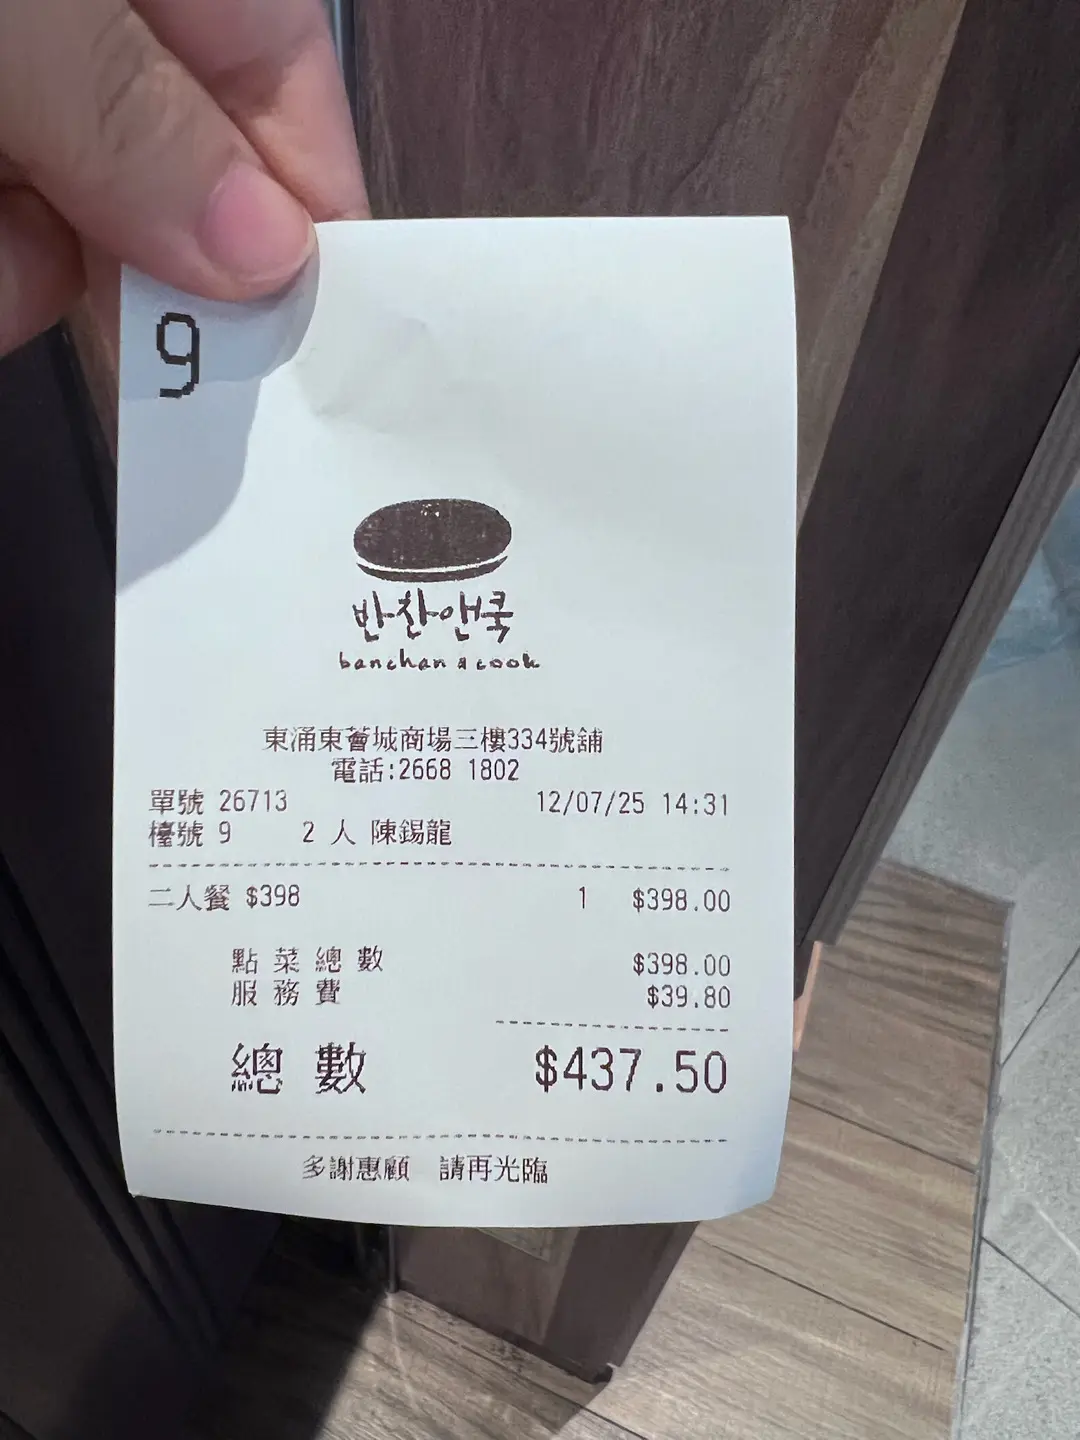 9
반찬앤쿡
banchan & cook
東涌東薈城商場三樓334號舖
電話:2668 1802
單號 26713 12/07/25 14:31
檯號 9 2 人 陳錫龍
二人餐 $398 1 $398.00
點菜總數 $398.00
服務費 $39.80
總數 $437.50
多謝惠顧 請再光臨